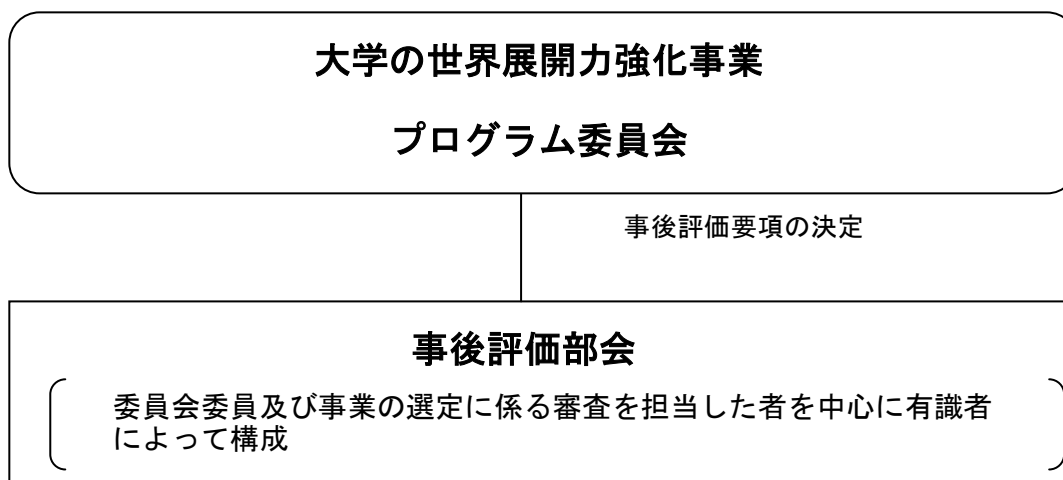 大学の世界展開力強化事業
プログラム委員会
事後評価要項の決定
事後評価部会
委員会委員及び事業の選定に係る審査を担当した者を中心に有識者
によって構成